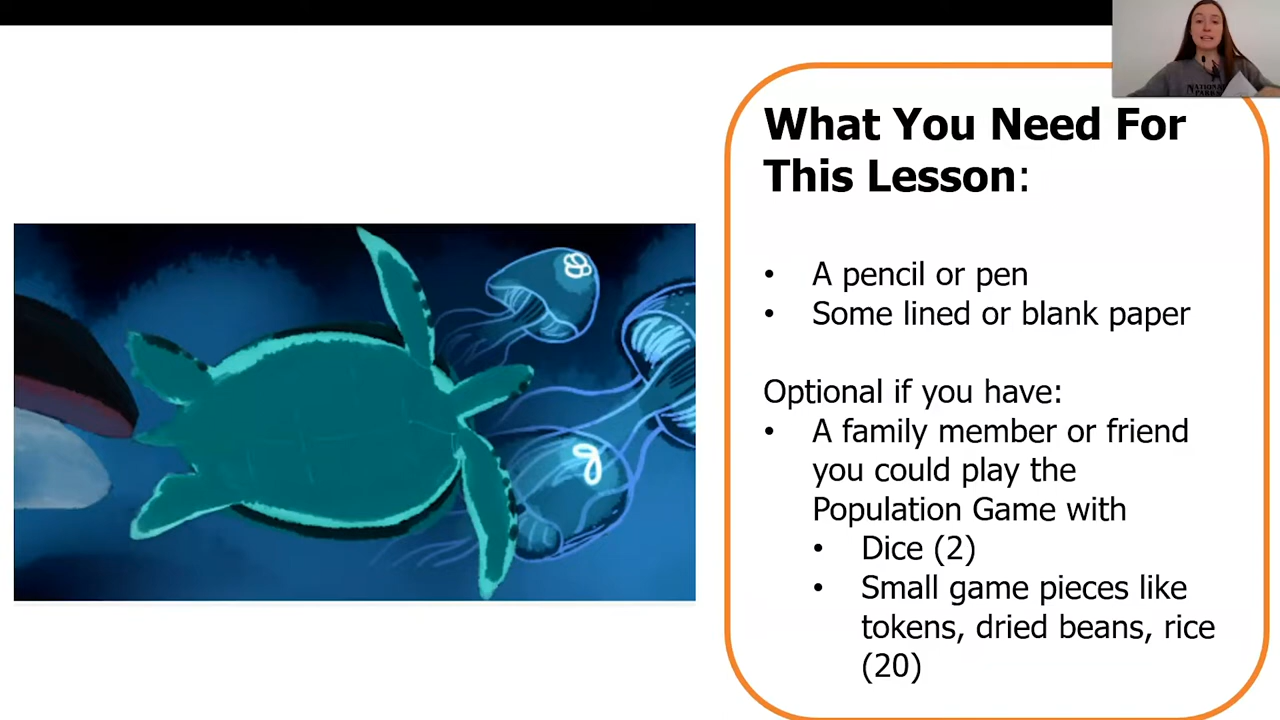 What You Need For
This Lesson:
• A pencil or pen
• Some lined or blank paper
Optional if you have:
• A family member or friend
you could play the
Population Game with
• Dice (2)
• Small game pieces like
tokens, dried beans, rice
(20)